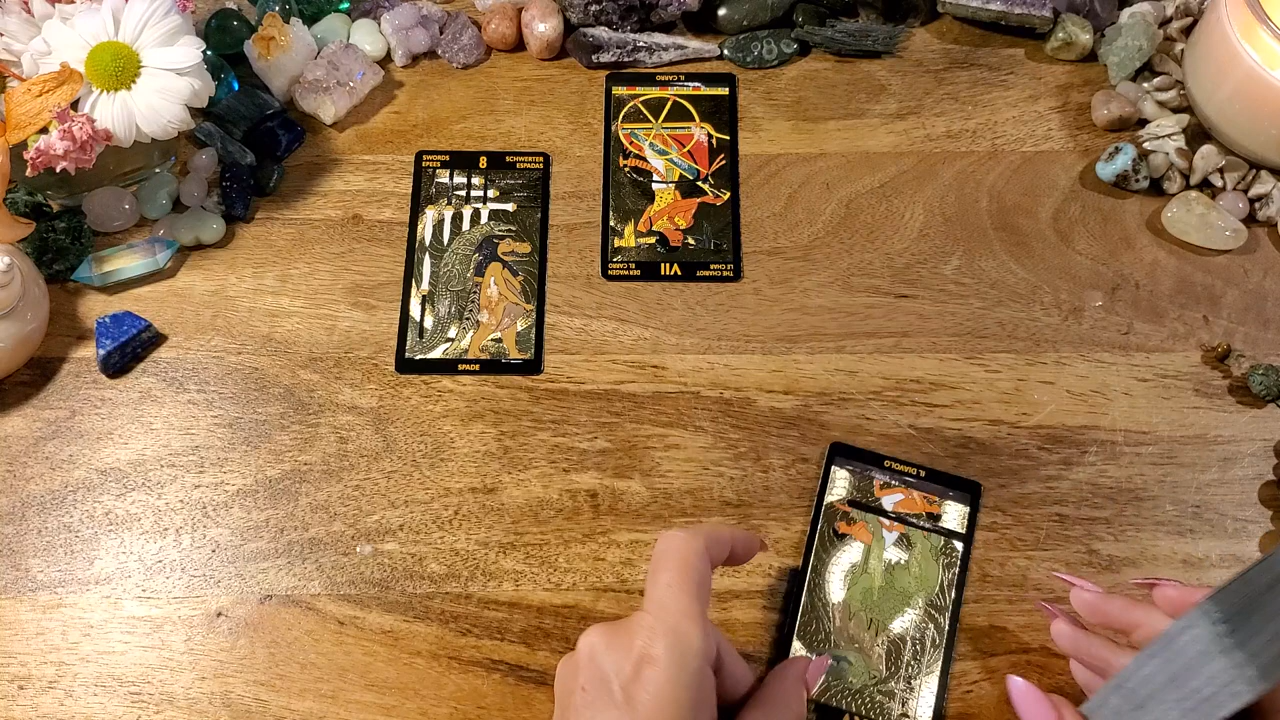 SWORDS 8 SCHWERTER
EPEES ESPADAS
SPADE
IL CARRO
VII
THE CHARIOT DER WAGEN
LE CHAR EL CARRO
IL DIAVOLO